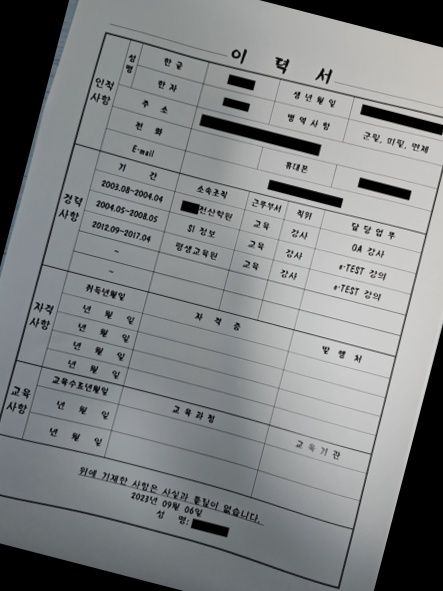 이 력 서
인적
사항
성
명
한 글
생 년 월 일
한 자
병 역 사 항
군필, 미필, 면제
주 소
전 화
휴대폰
E-mail
경력
사항
기 간
소속조직
근무부서
직위
담 당 업 무
2003.08~2004.04
전산학원
교육
강사
OA 강사
2004.05~2008.05
SI 정보
교육
강사
e-TEST 강의
2012.09~2017.04
평생교육원
교육
강사
e-TEST 강의
~
~
자격
사항
취득년월일
자 격 증
발 행 처
년 월 일
년 월 일
년 월 일
년 월 일
교육
사항
교육수료년월일
교 육 과 정
교 육 기 관
년 월 일
년 월 일
위에 기재한 사항은 사실과 틀림이 없습니다.
2023년 09월 06일
성 명: